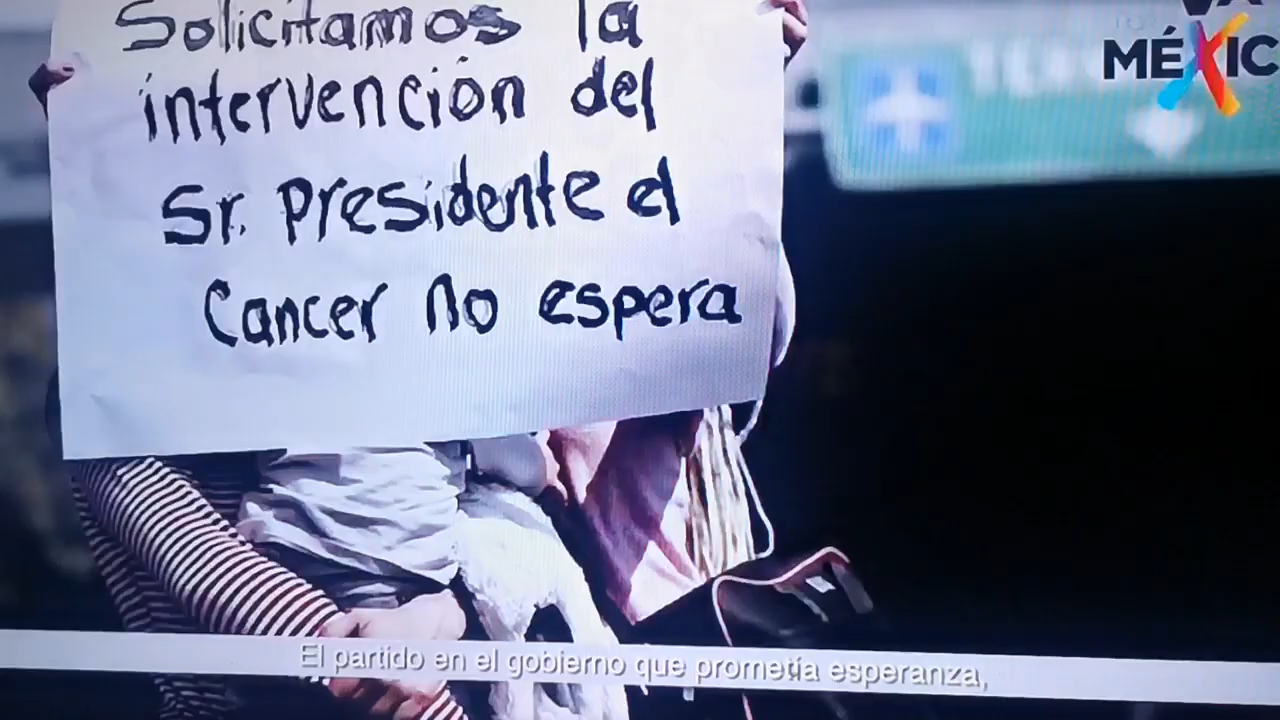 Solicitamos la
intervención del
Sr. Presidente el
Cancer no espera
VA
MÉXIC
El partido en el gobierno que prometía esperanza,